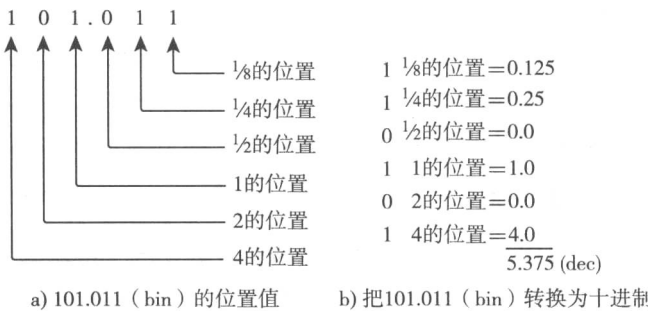 1 0 1 . 0 1 1
⅛的位置
¼的位置
½的位置
1的位置
2的位置
4的位置
a) 101.011（bin）的位置值
1 ⅛的位置=0.125
1 ¼的位置=0.25
0 ½的位置=0.0
1 1的位置=1.0
0 2的位置=0.0
1 4的位置=4.0
5.375 (dec)
b) 把101.011（bin）转换为十进制